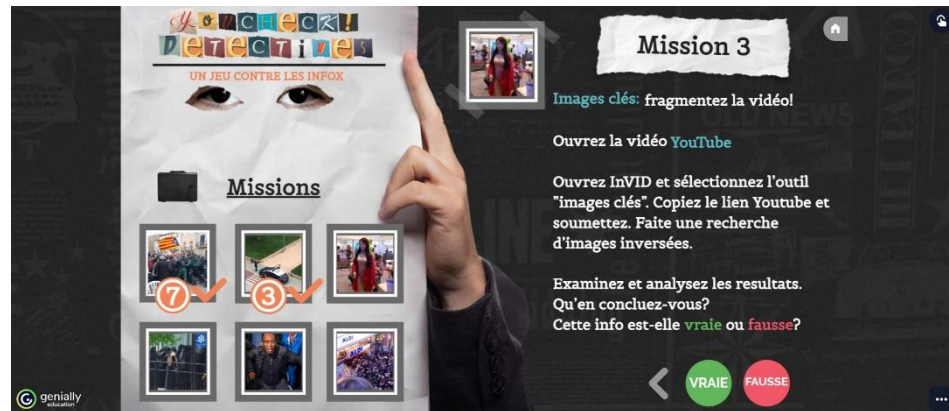 YOUCHECK!
DETECTIVES
UN JEU CONTRE LES INFOX
Missions
7
3
ALDI
ALDI
genially
education
Mission 3
Images clés: fragmentez la vidéo!
Ouvrez la vidéo YouTube
Ouvrez InVID et sélectionnez l'outil
"images clés". Copiez le lien Youtube et
soumettez. Faite une recherche
d'images inversées.
Examinez et analysez les resultats.
Qu'en concluez-vous?
Cette info est-elle vraie ou fausse?
VRAIE
FAUSSE